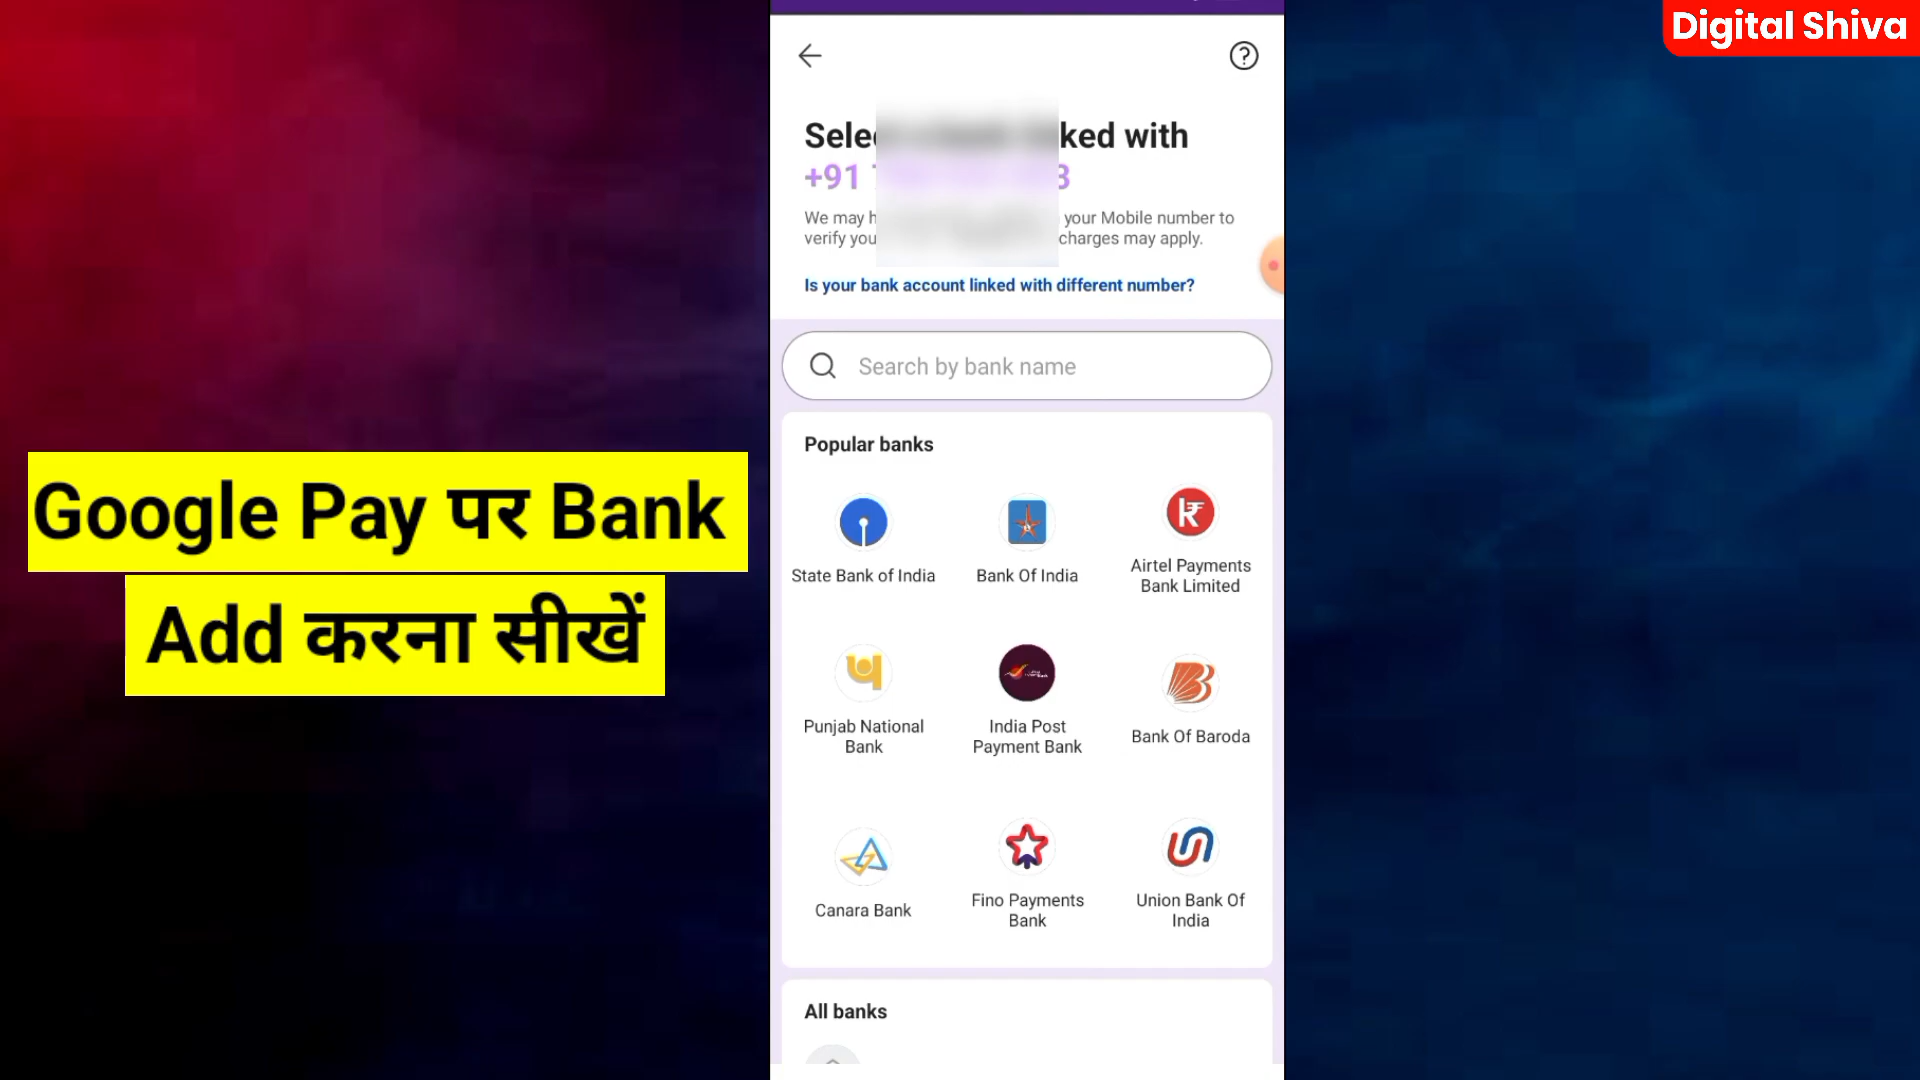 Digital Shiva
Google Pay पर Bank
Add करना सीखें
ked with
+91
We may your Mobile number to
verify charges may apply.
Is your bank account linked with different number?
Search by bank name
Popular banks
State Bank of India
Bank Of India
Airtel Payments
Bank Limited
Punjab National
Bank
India Post
Payment Bank
Bank Of Baroda
Canara Bank
Fino Payments
Bank
Union Bank Of
India
All banks